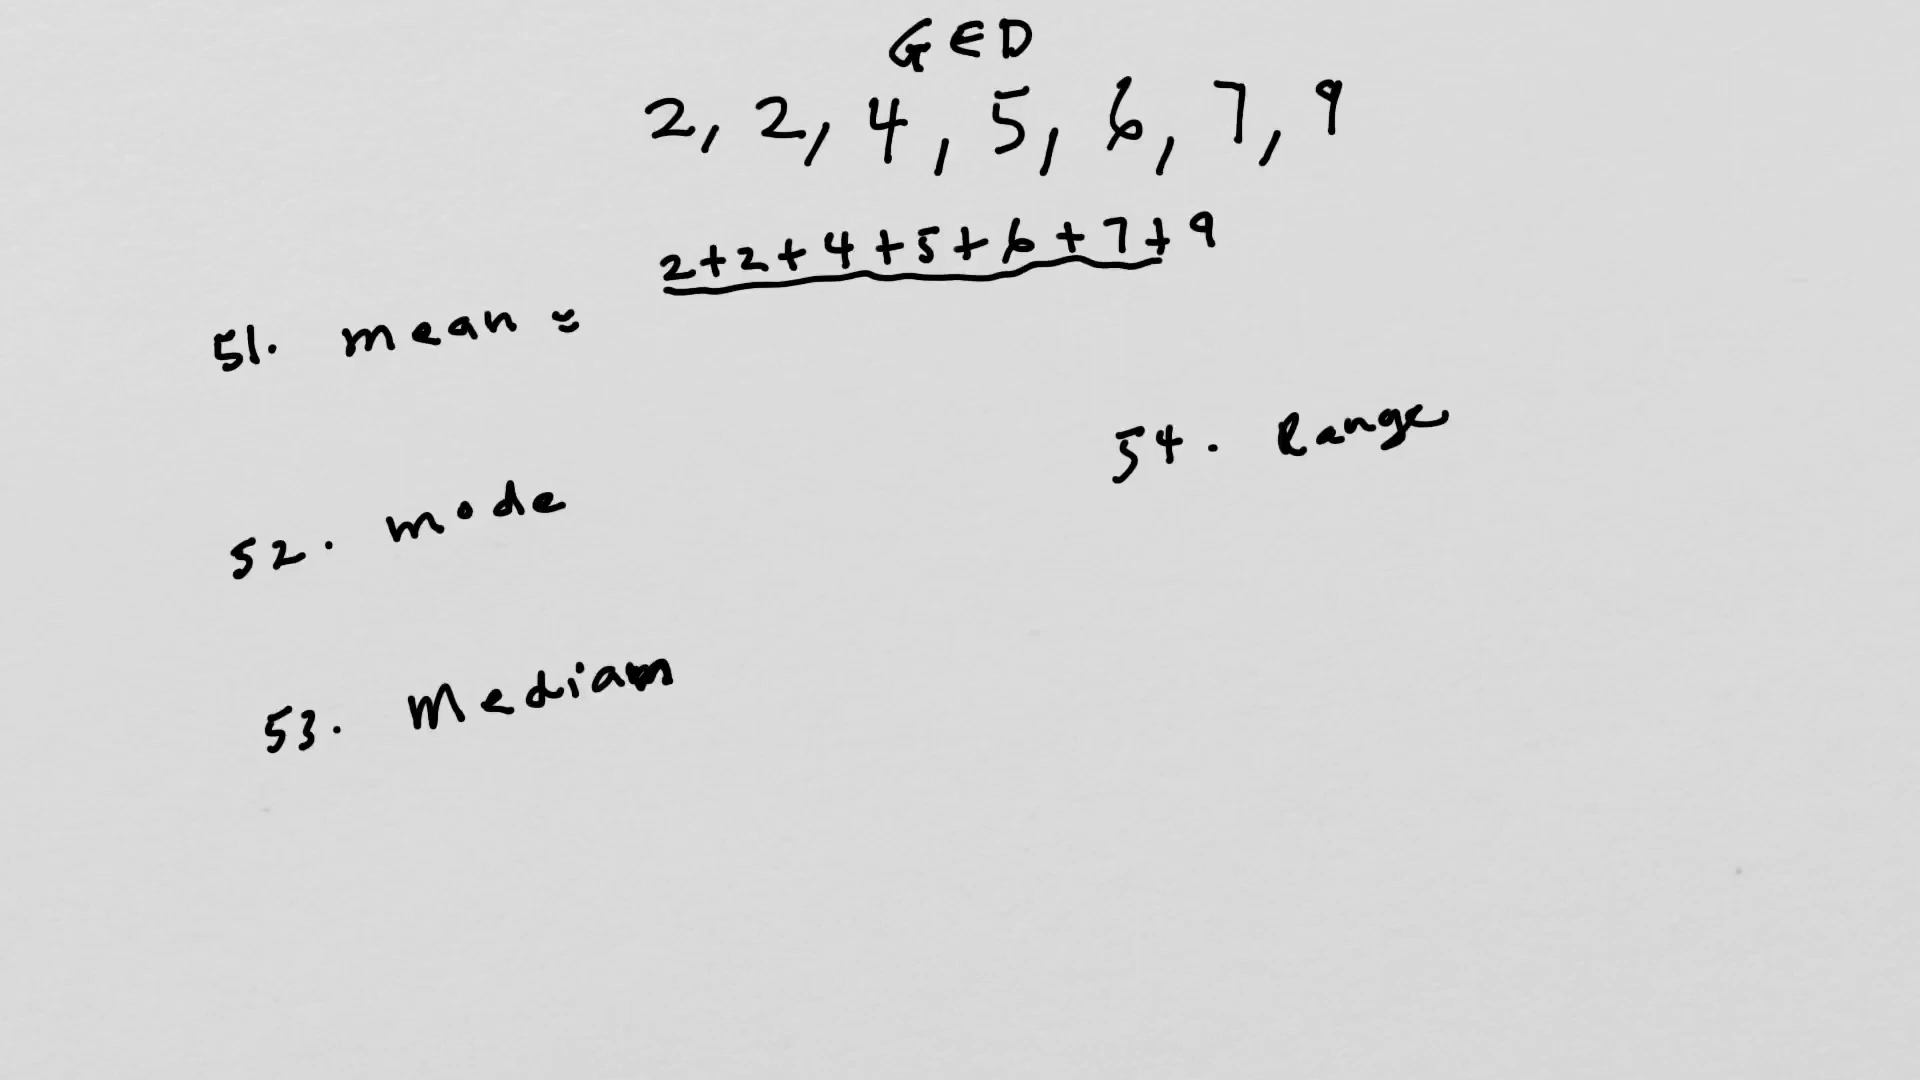 GED
2, 2, 4, 5, 6, 7, 9
2+2+4+5+6+7+9
51. mean =
54. Range
52. mode
53. Median